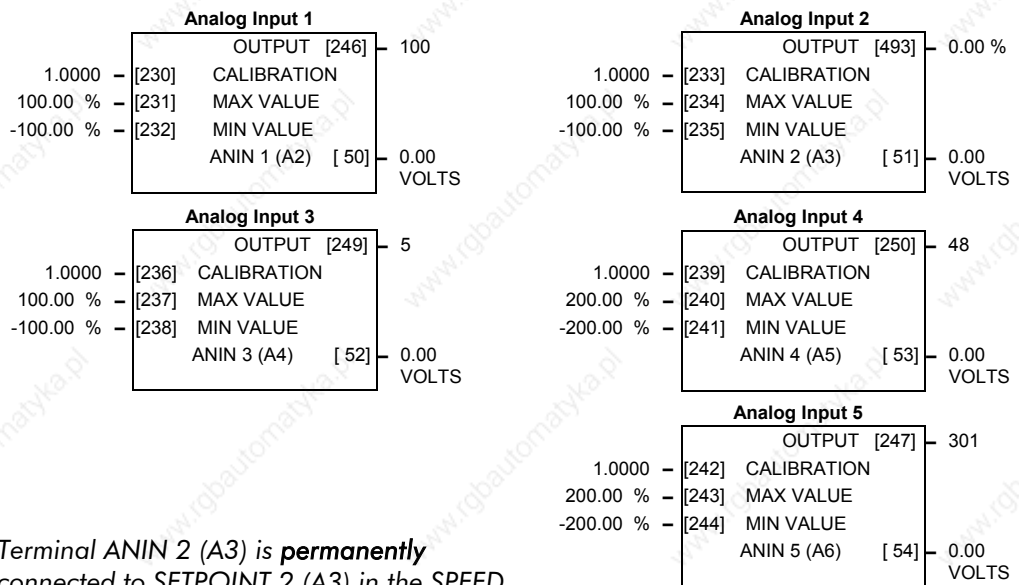 Analog Input 1
OUTPUT [246] – 100
1.0000 – [230] CALIBRATION
100.00 % – [231] MAX VALUE
-100.00 % – [232] MIN VALUE
ANIN 1 (A2) [ 50] – 0.00
VOLTS
Analog Input 2
OUTPUT [493] – 0.00 %
1.0000 – [233] CALIBRATION
100.00 % – [234] MAX VALUE
-100.00 % – [235] MIN VALUE
ANIN 2 (A3) [ 51] – 0.00
VOLTS
Analog Input 3
OUTPUT [249] – 5
1.0000 – [236] CALIBRATION
100.00 % – [237] MAX VALUE
-100.00 % – [238] MIN VALUE
ANIN 3 (A4) [ 52] – 0.00
VOLTS
Analog Input 4
OUTPUT [250] – 48
1.0000 – [239] CALIBRATION
200.00 % – [240] MAX VALUE
-200.00 % – [241] MIN VALUE
ANIN 4 (A5) [ 53] – 0.00
VOLTS
Analog Input 5
OUTPUT [247] – 301
1.0000 – [242] CALIBRATION
200.00 % – [243] MAX VALUE
-200.00 % – [244] MIN VALUE
ANIN 5 (A6) [ 54] – 0.00
VOLTS
Terminal ANIN 2 (A3) is permanently
connected to SETPOINT 2 (A3) in the SPEED
www.rgbautomatyka.pl